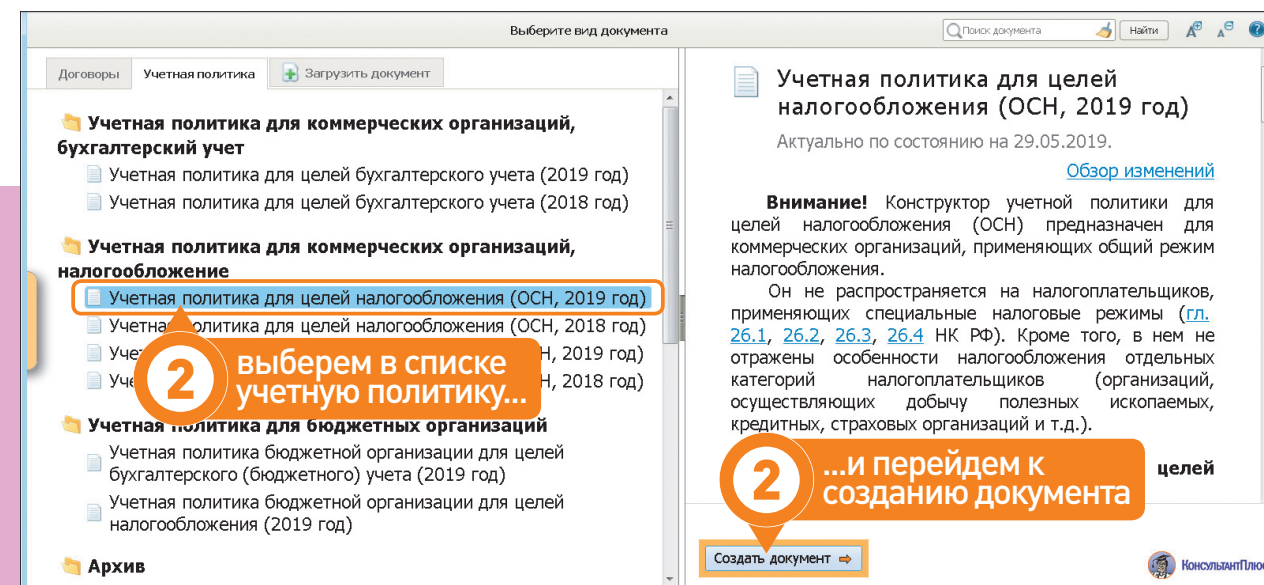 Выберите вид документа
Поиск документа
Найти
Договоры
Учетная политика
Загрузить документ
Учетная политика для коммерческих организаций,
бухгалтерский учет
Учетная политика для целей бухгалтерского учета (2019 год)
Учетная политика для целей бухгалтерского учета (2018 год)
Учетная политика для коммерческих организаций,
налогообложение
Учетная политика для целей налогообложения (ОСН, 2019 год)
Учетная политика для целей налогообложения (ОСН, 2018 год)
Н, 2019 год)
Н, 2018 год)
2
выберем в списке
учетную политику...
Учетная политика для бюджетных организаций
Учетная политика бюджетной организации для целей
бухгалтерского (бюджетного) учета (2019 год)
Учетная политика бюджетной организации для целей
налогообложения (2019 год)
Архив
Учетная политика для целей
налогообложения (ОСН, 2019 год)
Актуально по состоянию на 29.05.2019.
Обзор изменений
Внимание! Конструктор учетной политики для
целей налогообложения (ОСН) предназначен для
коммерческих организаций, применяющих общий режим
налогообложения.
Он не распространяется на налогоплательщиков,
применяющих специальные налоговые режимы (гл.
26.1, 26.2, 26.3, 26.4 НК РФ). Кроме того, в нем не
отражены особенности налогообложения отдельных
категорий налогоплательщиков (организаций,
осуществляющих добычу полезных ископаемых,
кредитных, страховых организаций и т.д.).
целей
2
...и перейдем к
созданию документа
Создать документ
КонсультантПлюс